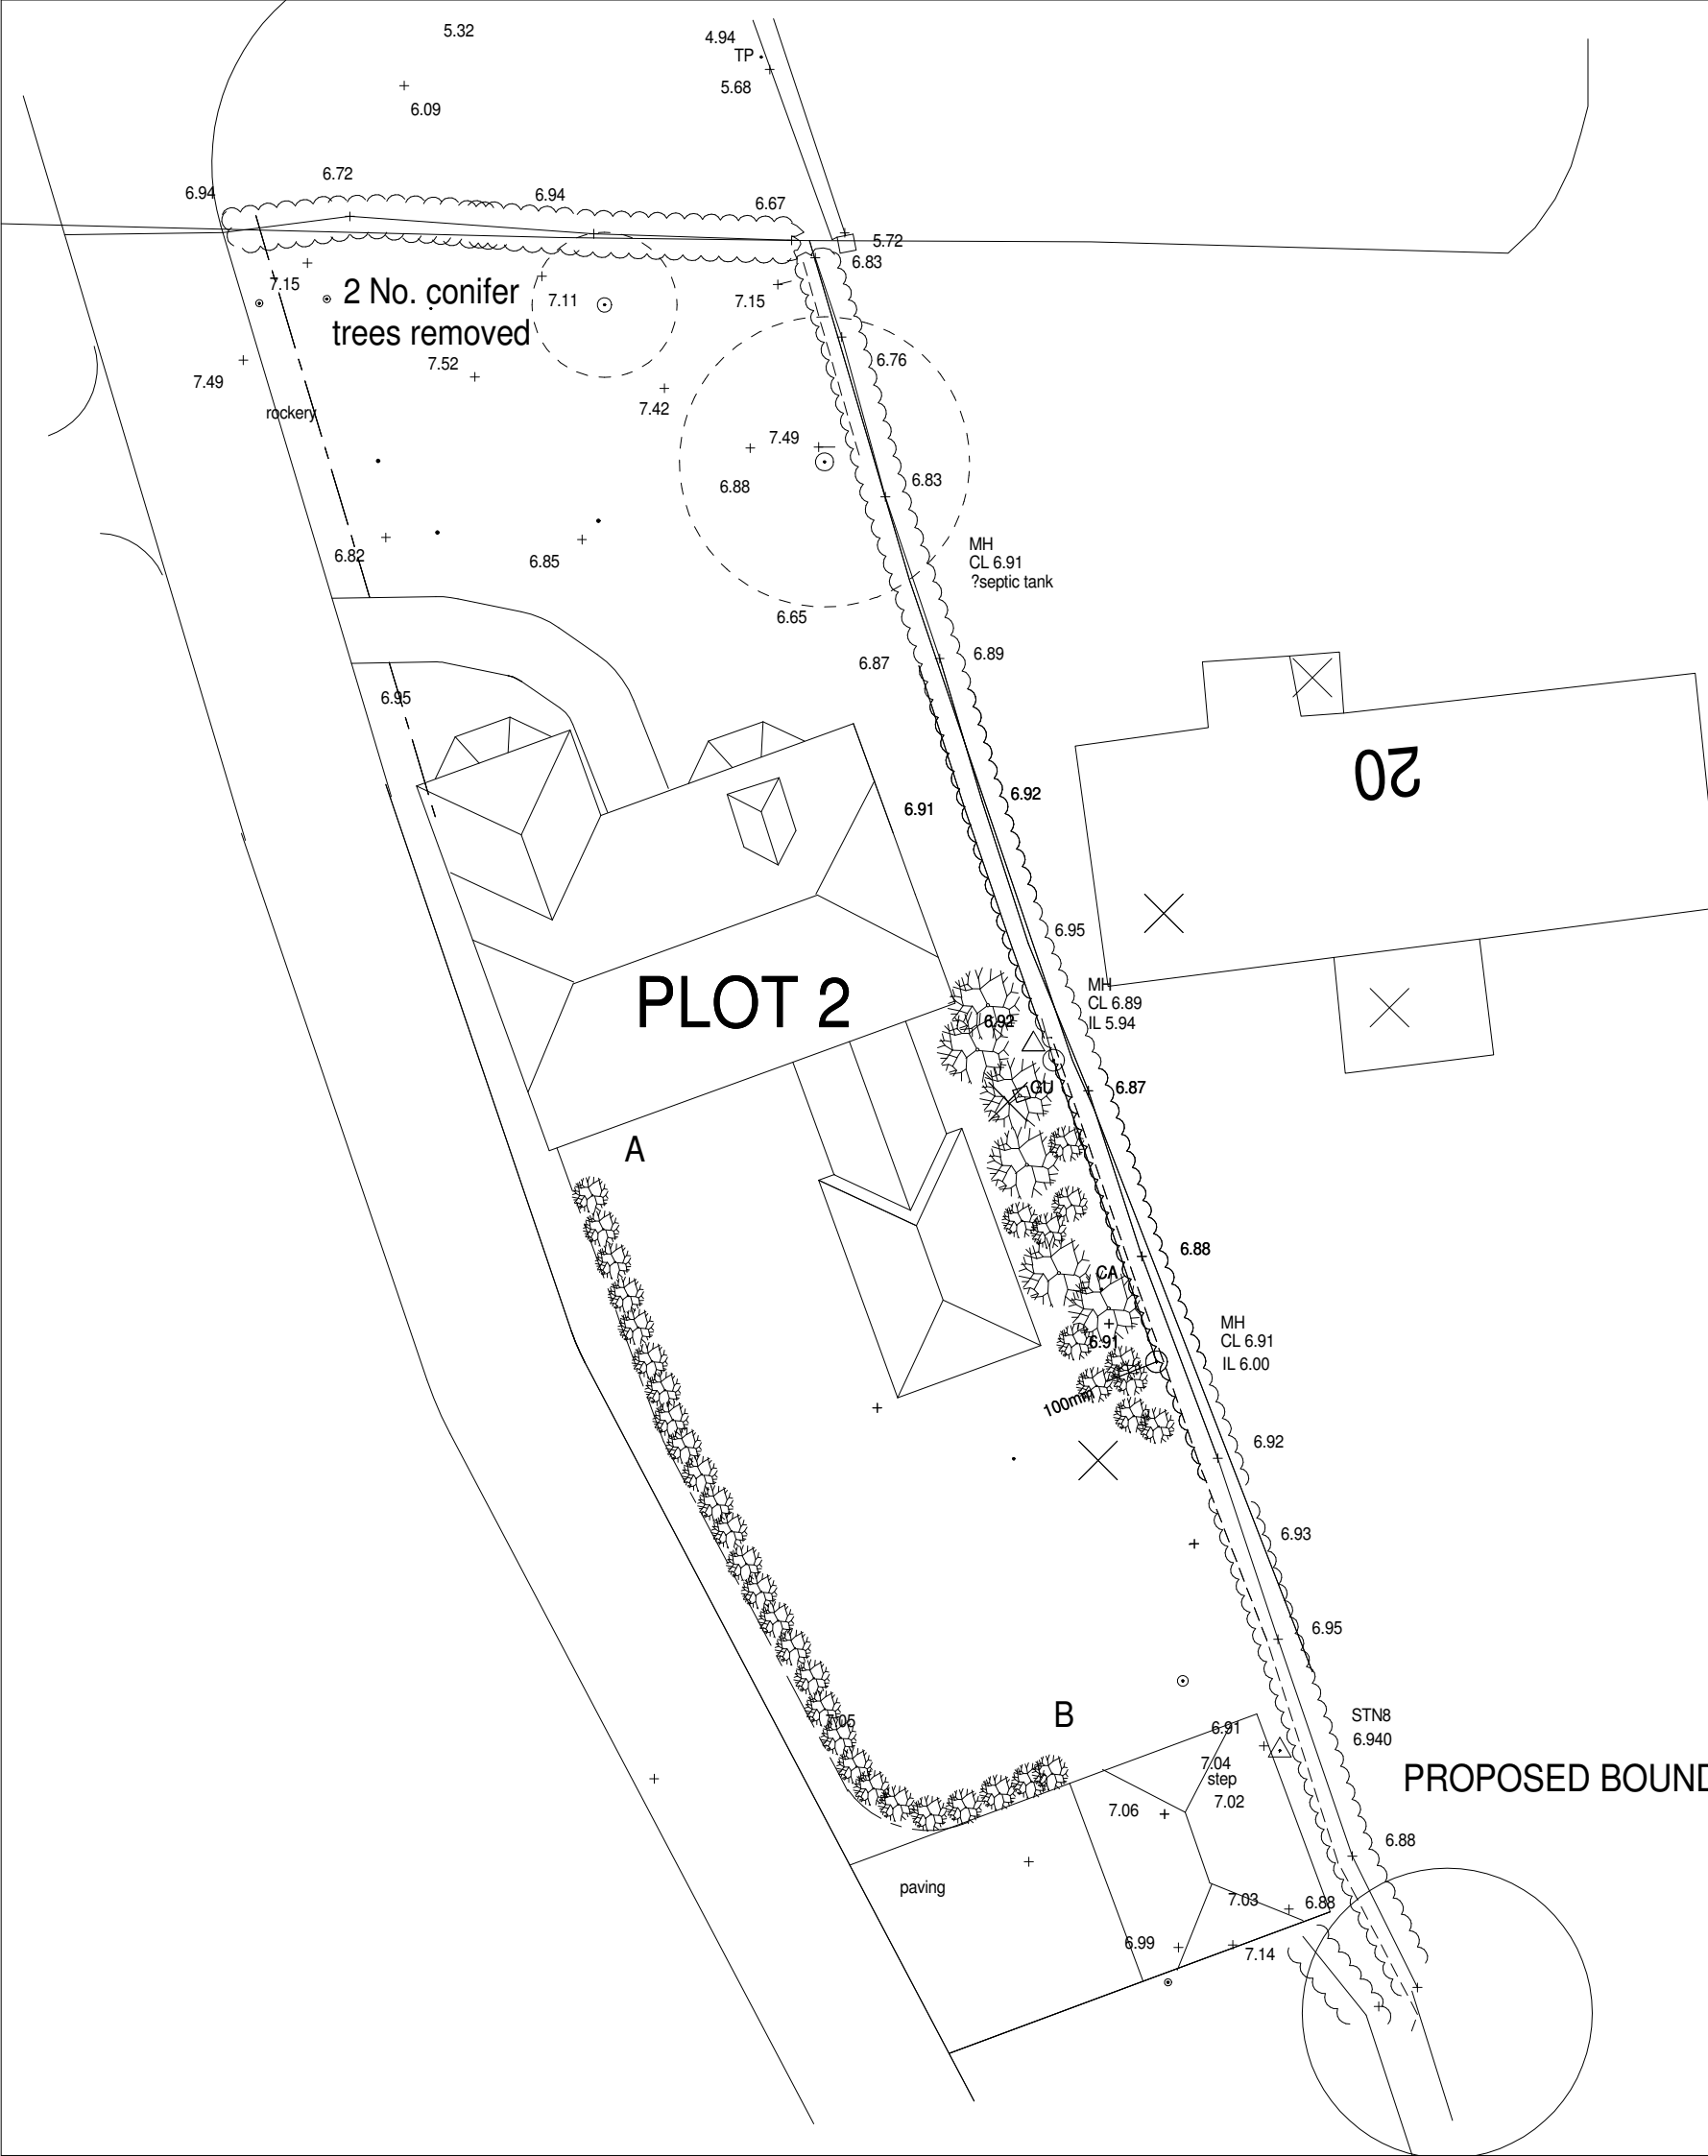 5.32
4.94
TP
5.68
6.09
6.72
6.94
6.94
6.67
5.72
6.83
7.15
2 No. conifer
trees removed
7.11
7.15
6.76
7.52
7.49
7.42
rockery
7.49
6.88
6.83
MH
CL 6.91
?septic tank
6.82
6.85
6.65
6.87
6.89
6.95
20
6.92
6.91
6.95
PLOT 2
MH
CL 6.89
IL 5.94
6.92
GU
6.87
A
6.88
CA
MH
CL 6.91
IL 6.00
6.91
100mm
6.92
6.93
6.95
B
7.05
6.91
STN8
6.940
7.04
step
7.02
PROPOSED BOUND
7.06
6.88
paving
7.03
6.88
6.99
7.14